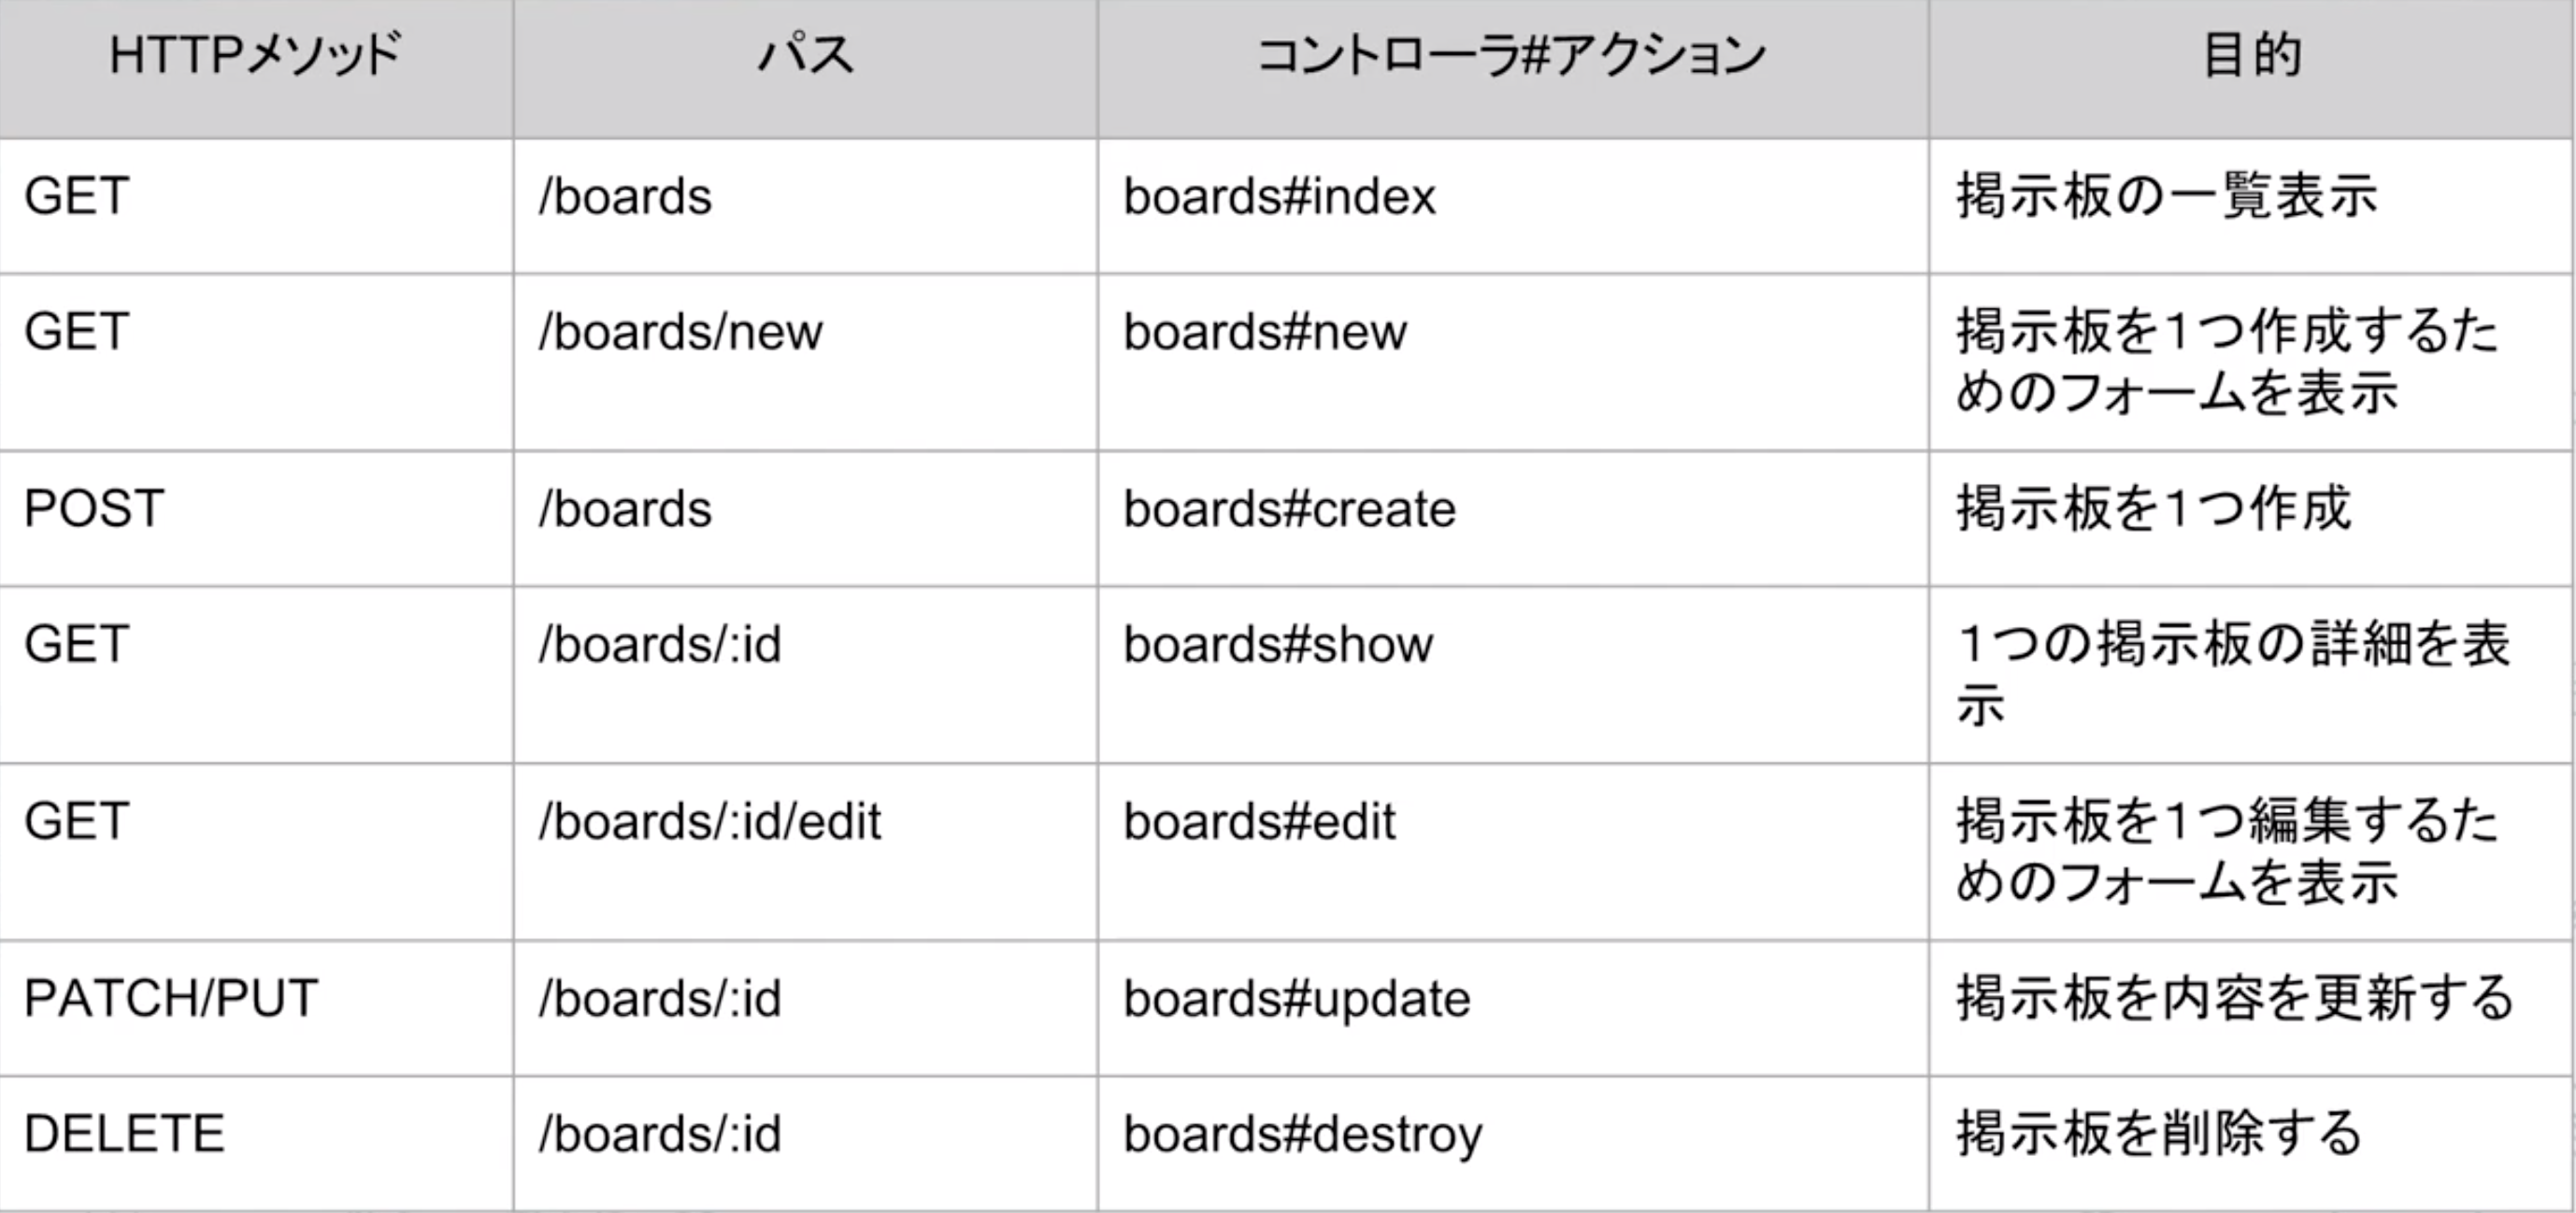 HTTPメソッド パス コントローラ#アクション 目的
GET /boards boards#index 掲示板の一覧表示
GET /boards/new boards#new 掲示板を1つ作成するた
めのフォームを表示
POST /boards boards#create 掲示板を1つ作成
GET /boards/:id boards#show 1つの掲示板の詳細を表
示
GET /boards/:id/edit boards#edit 掲示板を1つ編集するた
めのフォームを表示
PATCH/PUT /boards/:id boards#update 掲示板を内容を更新する
DELETE /boards/:id boards#destroy 掲示板を削除する